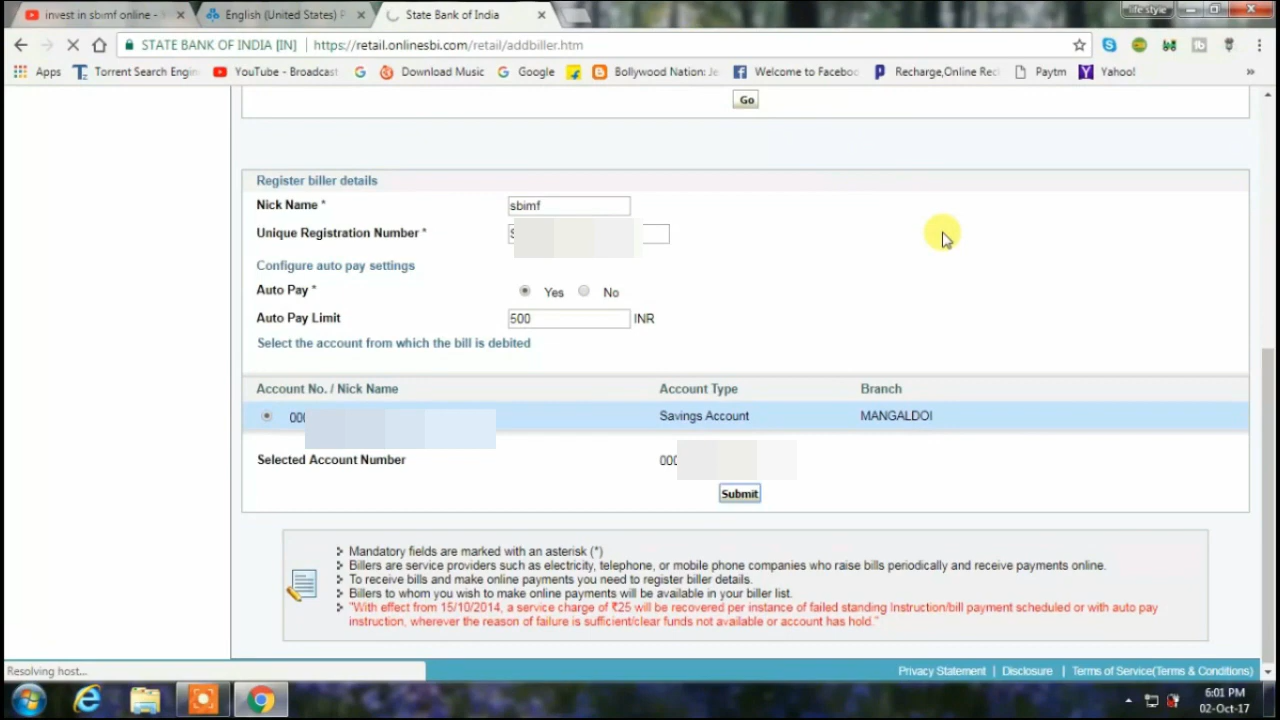 invest in sbimf online -
English (United States)
State Bank of India
life style
STATE BANK OF INDIA [IN]
https://retail.onlinesbi.com/retail/addbiller.htm
Apps
Torrent Search Engin
YouTube - Broadcast
Download Music
Google
Bollywood Nation: Je
Welcome to Faceboo
Recharge,Online Rec
Paytm
Yahoo!
Go
Register biller details
Nick Name * sbimf
Unique Registration Number *
Configure auto pay settings
Auto Pay * Yes No
Auto Pay Limit 500 INR
Select the account from which the bill is debited
Account No. / Nick Name Account Type Branch
000 Savings Account MANGALDOI
Selected Account Number 000
Submit
Mandatory fields are marked with an asterisk (*)
Billers are service providers such as electricity, telephone, or mobile phone companies who raise bills periodically and receive payments online.
To receive bills and make online payments you need to register biller details.
Billers to whom you wish to make online payments will be available in your biller list.
"With effect from 15/10/2014, a service charge of ₹25 will be recovered per instance of failed standing Instruction/bill payment scheduled or with auto pay
instruction, wherever the reason of failure is sufficient/clear funds not available or account has hold."
Resolving host...
Privacy Statement | Disclosure | Terms of Service(Terms & Conditions)
6:01 PM
02-Oct-17